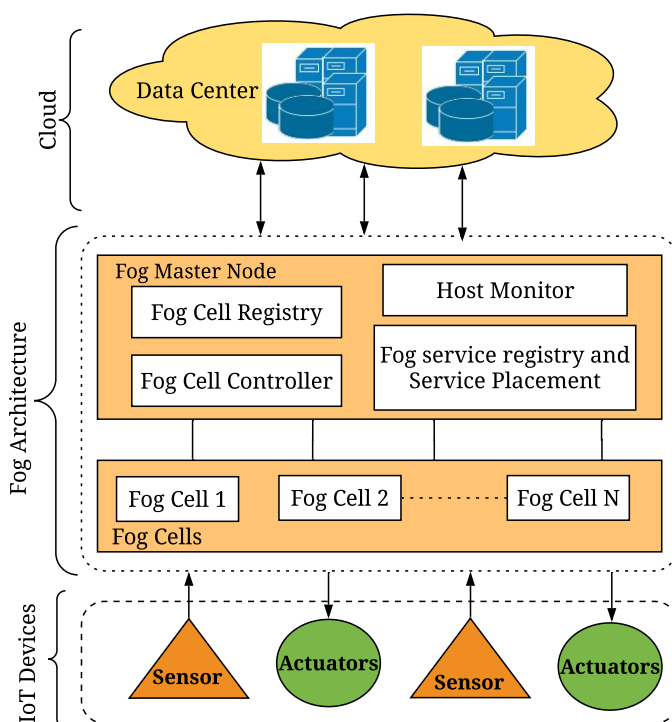 Cloud
Data Center
Fog Architecture
Fog Master Node
Fog Cell Registry
Host Monitor
Fog Cell Controller
Fog service registry and
Service Placement
Fog Cell 1
Fog Cell 2
Fog Cell N
Fog Cells
IoT Devices
Sensor
Actuators
Sensor
Actuators